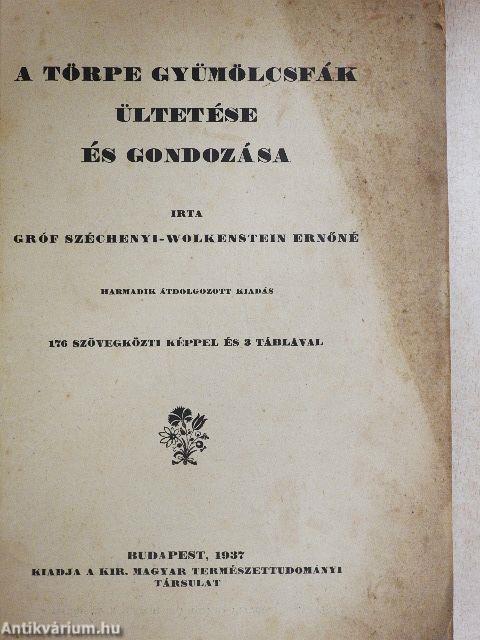 A TÖRPE GYÜMÖLCSFÁK
ÜLTETÉSE
ÉS GONDOZÁSA
IRTA
GRÓF SZÉCHENYI-WOLKENSTEIN ERNŐNÉ
HARMADIK ÁTDOLGOZOTT KIADÁS
176 SZÖVEGKÖZTI KÉPPEL ÉS 3 TÁBLÁVAL
BUDAPEST, 1937
KIADJA A KIR. MAGYAR TERMÉSZETTUDOMÁNYI
TÁRSULAT
Antikvárium.hu